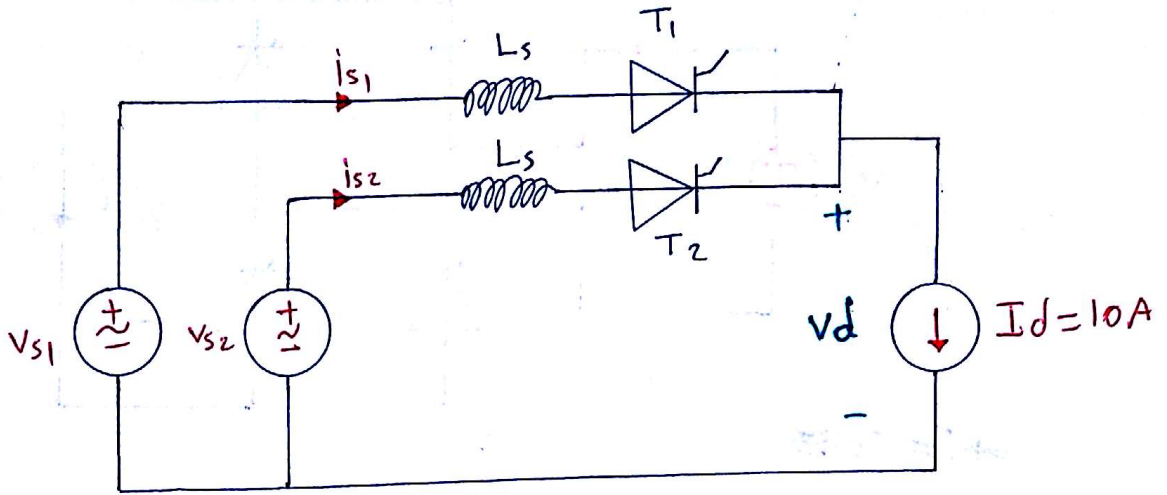 T1
Ls
is1
Ls
is2
T2
+
+
~
−
+
~
−
Vs1
Vs2
Vd
Id=10A
−